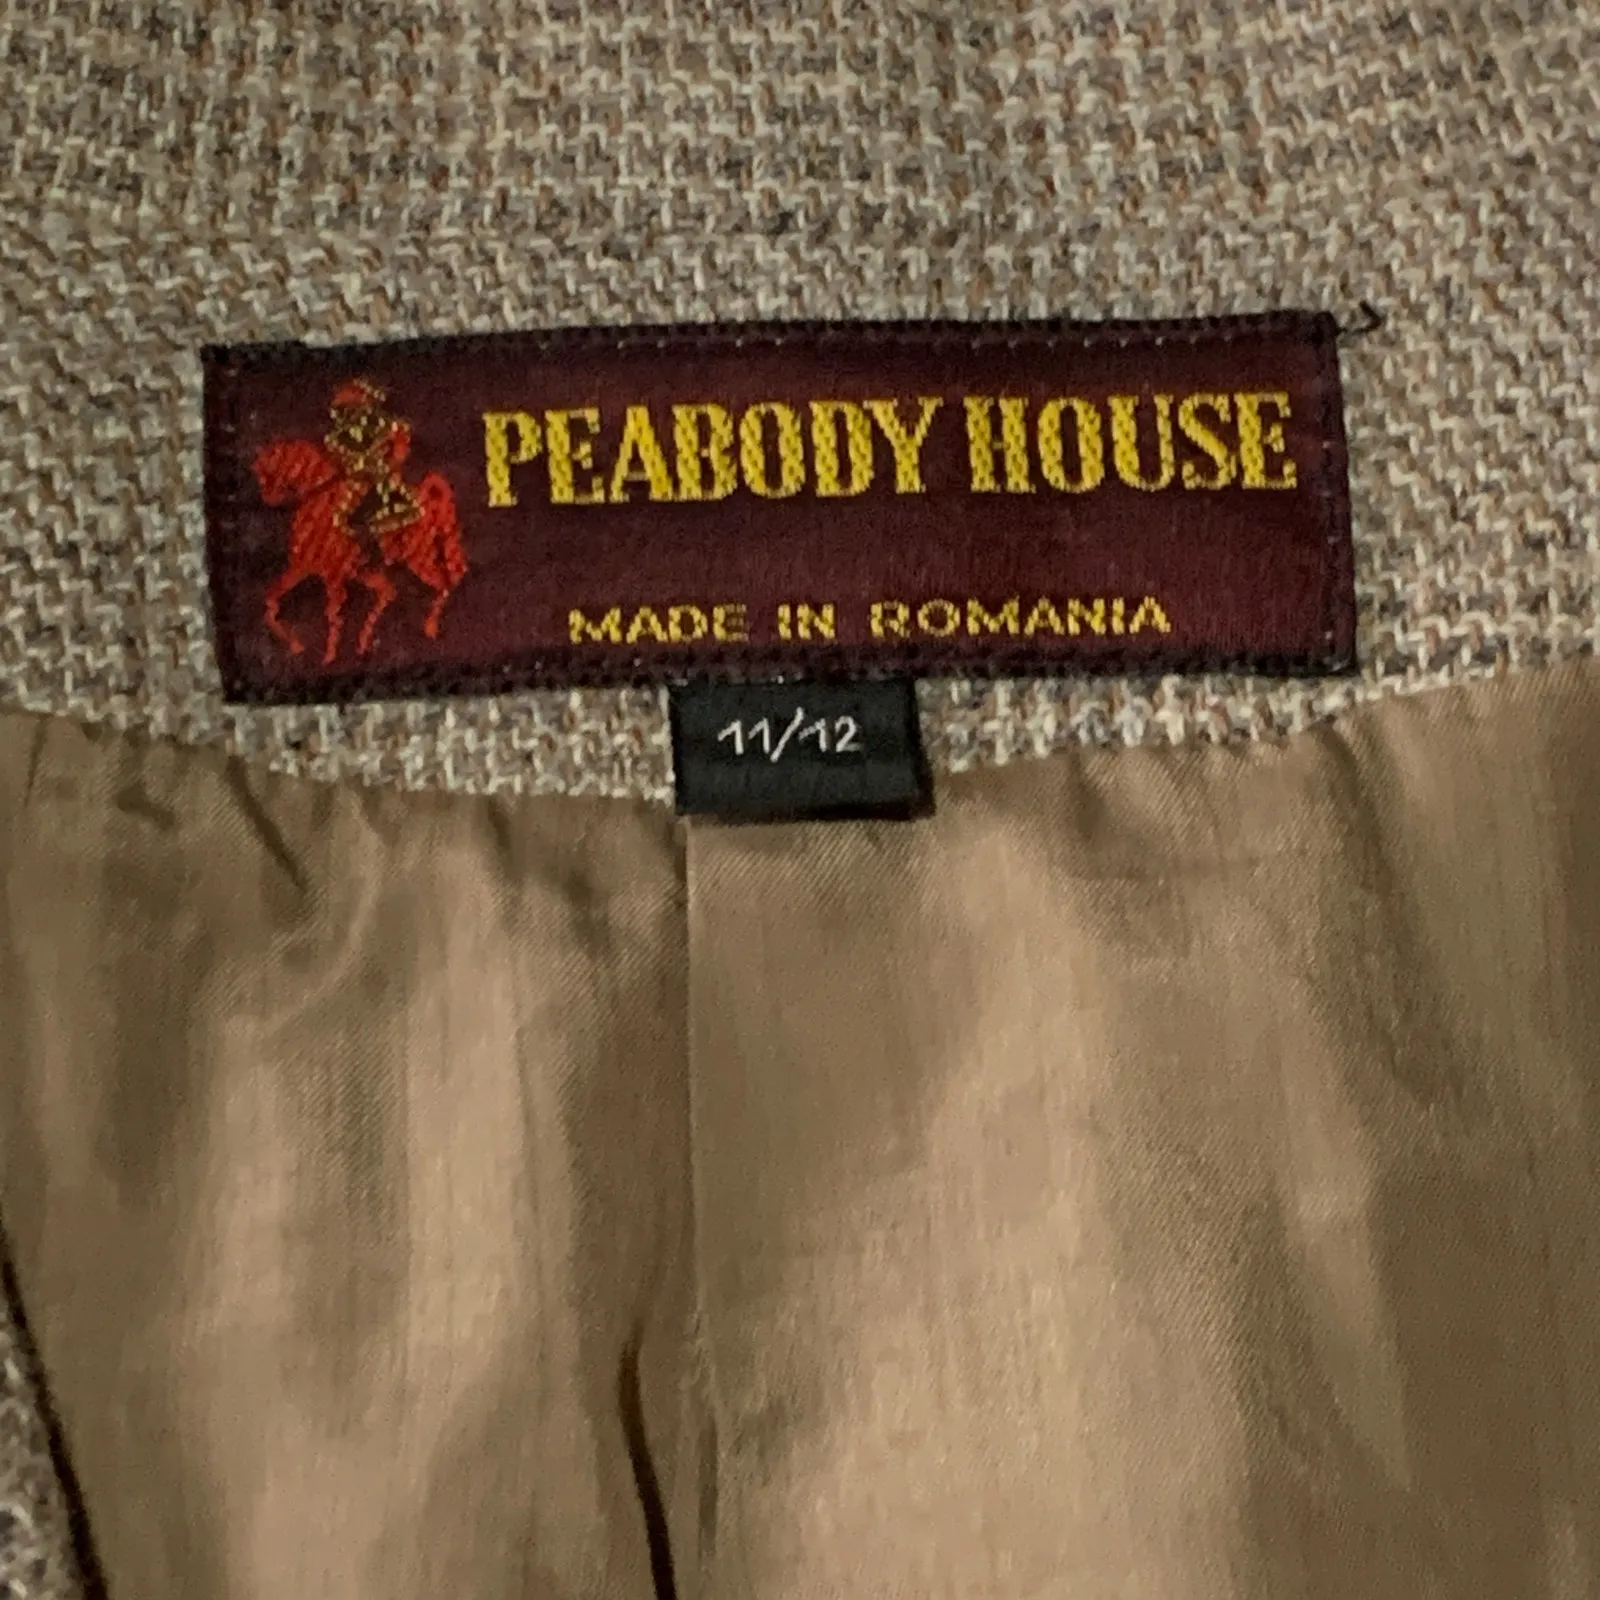 PEABODY HOUSE
MADE IN ROMANIA
11/12